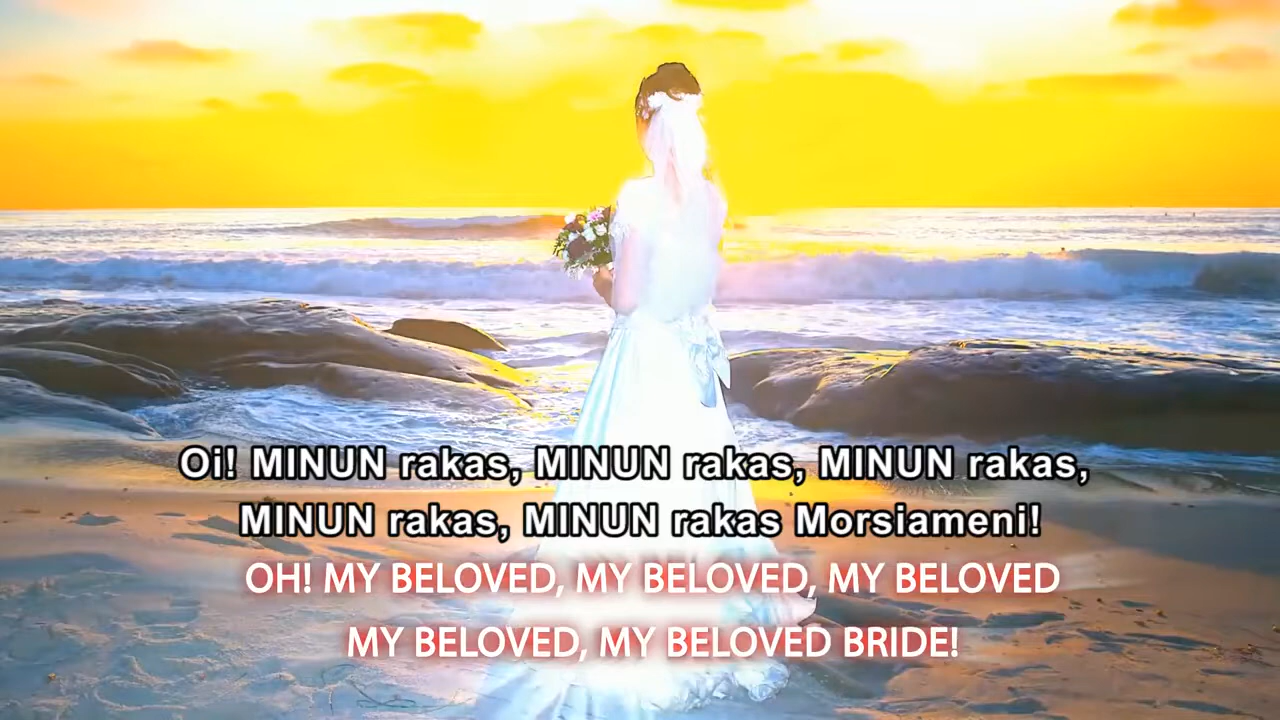 Oi! MINUN rakas, MINUN rakas, MINUN rakas,
MINUN rakas, MINUN rakas Morsiameni!
OH! MY BELOVED, MY BELOVED, MY BELOVED
MY BELOVED, MY BELOVED BRIDE!